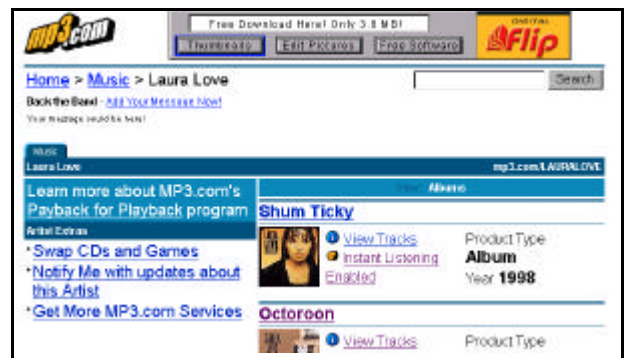 mp3.com
Free Download Here! Only 3.8 MB!
Thumbnails Edit Pictures Free Software
Flip
Home > Music > Laura Love
Search
Back the Band - Add Your Message Now!
Your message could be here!
Music
Laura Love
mp3.com/LAURALOVE
Learn more about MP3.com's
Payback for Playback program
Artist Extras
Swap CDs and Games
Notify Me with updates about
this Artist
Get More MP3.com Services
Albums
Shum Ticky
View Tracks
Instant Listening
Enabled
Product Type
Album
Year 1998
Octoroon
View Tracks
Product Type